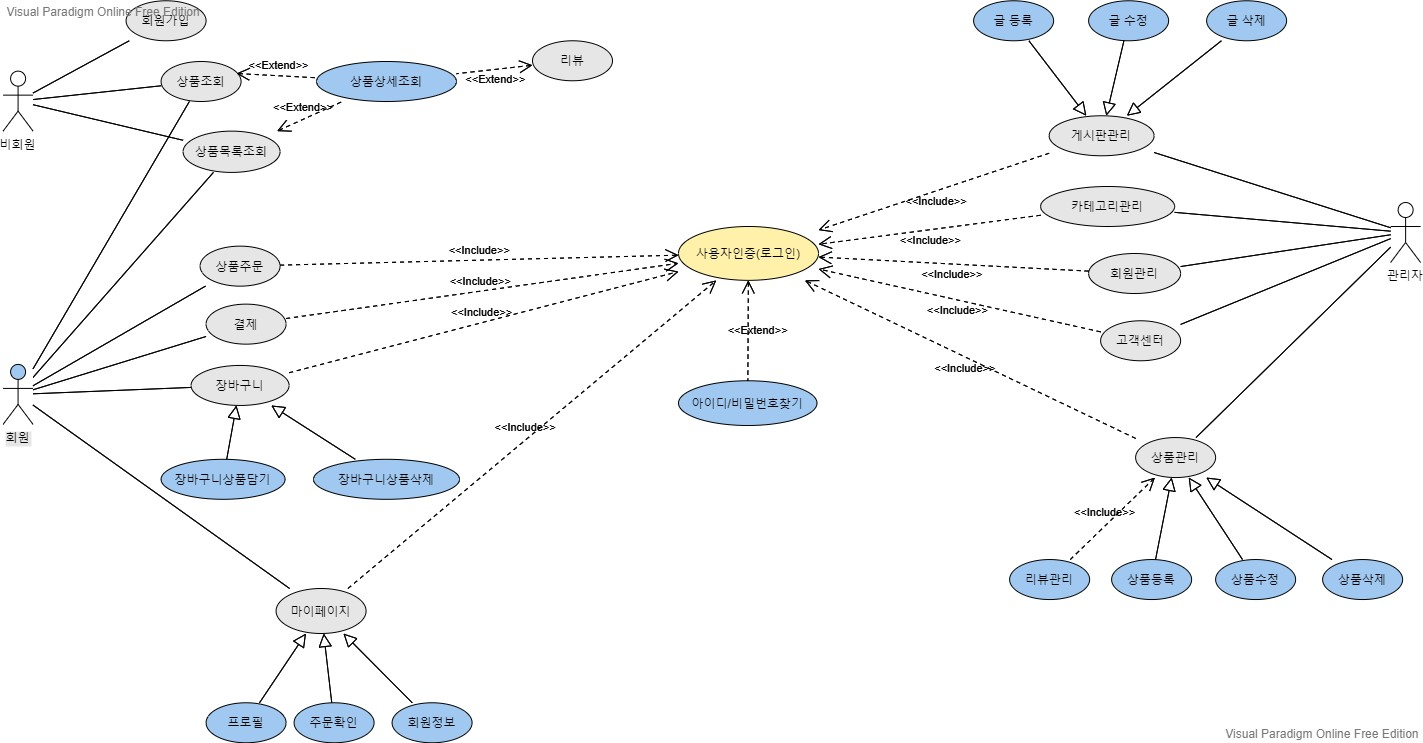 Visual Paradigm Online Free Edition
회원가입
글 등록
글 수정
글 삭제
상품조회
<<Extend>>
상품상세조회
<<Extend>>
리뷰
<<Extend>>
비회원
상품목록조회
게시판관리
<<Include>>
카테고리관리
<<Include>>
사용자인증(로그인)
관리자
상품주문
<<Include>>
회원관리
<<Include>>
<<Include>>
결제
<<Include>>
<<Include>>
고객센터
<<Extend>>
<<Include>>
장바구니
아이디/비밀번호찾기
회원
<<Include>>
상품관리
장바구니상품담기
장바구니상품삭제
<<Include>>
리뷰관리
상품등록
상품수정
상품삭제
마이페이지
프로필
주문확인
회원정보
Visual Paradigm Online Free Edition